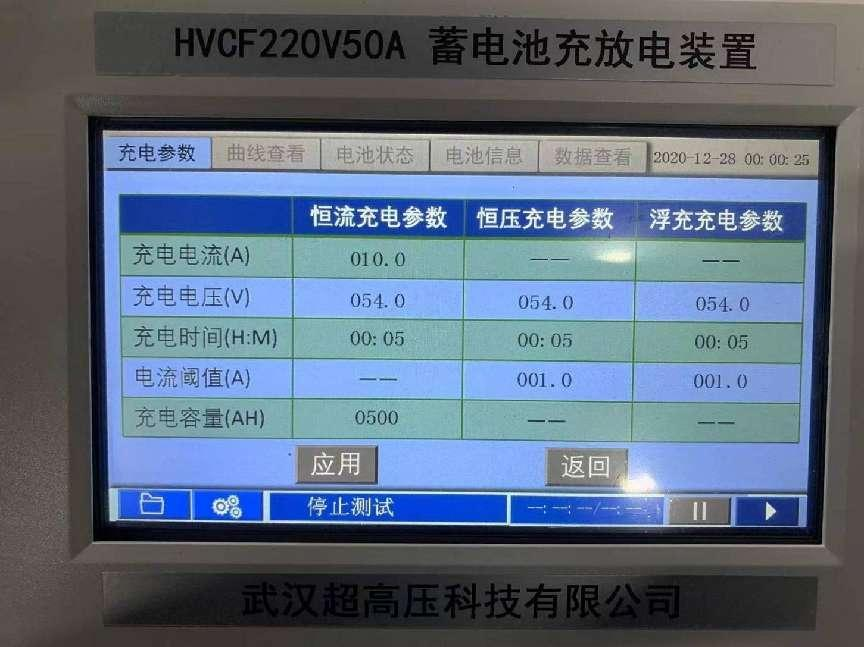 HVCF220V50A 蓄电池充放电装置
充电参数 曲线查看 电池状态 电池信息 数据查看 2020-12-28 00:00:25
恒流充电参数 恒压充电参数 浮充充电参数
充电电流(A) 010.0 —— ——
充电电压(V) 054.0 054.0 054.0
充电时间(H:M) 00:05 00:05 00:05
电流阈值(A) —— 001.0 001.0
充电容量(AH) 0500 —— ——
应用 返回
停止测试 --:--:--/--:--:--
武汉超高压科技有限公司